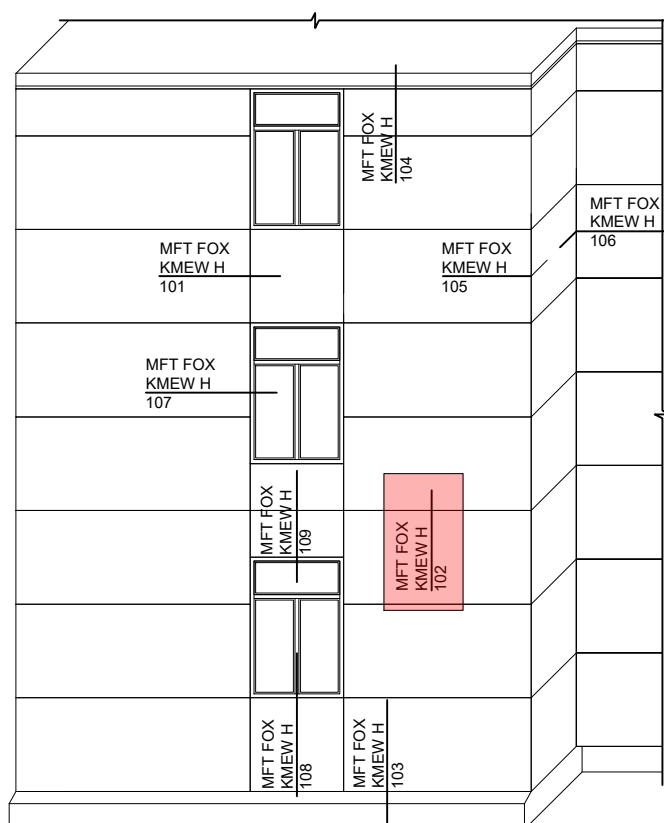 MFT FOX
KMEW H
104
MFT FOX
KMEW H
106
MFT FOX
KMEW H
101
MFT FOX
KMEW H
105
MFT FOX
KMEW H
107
MFT FOX
KMEW H
109
MFT FOX
KMEW H
102
MFT FOX
KMEW H
108
MFT FOX
KMEW H
103